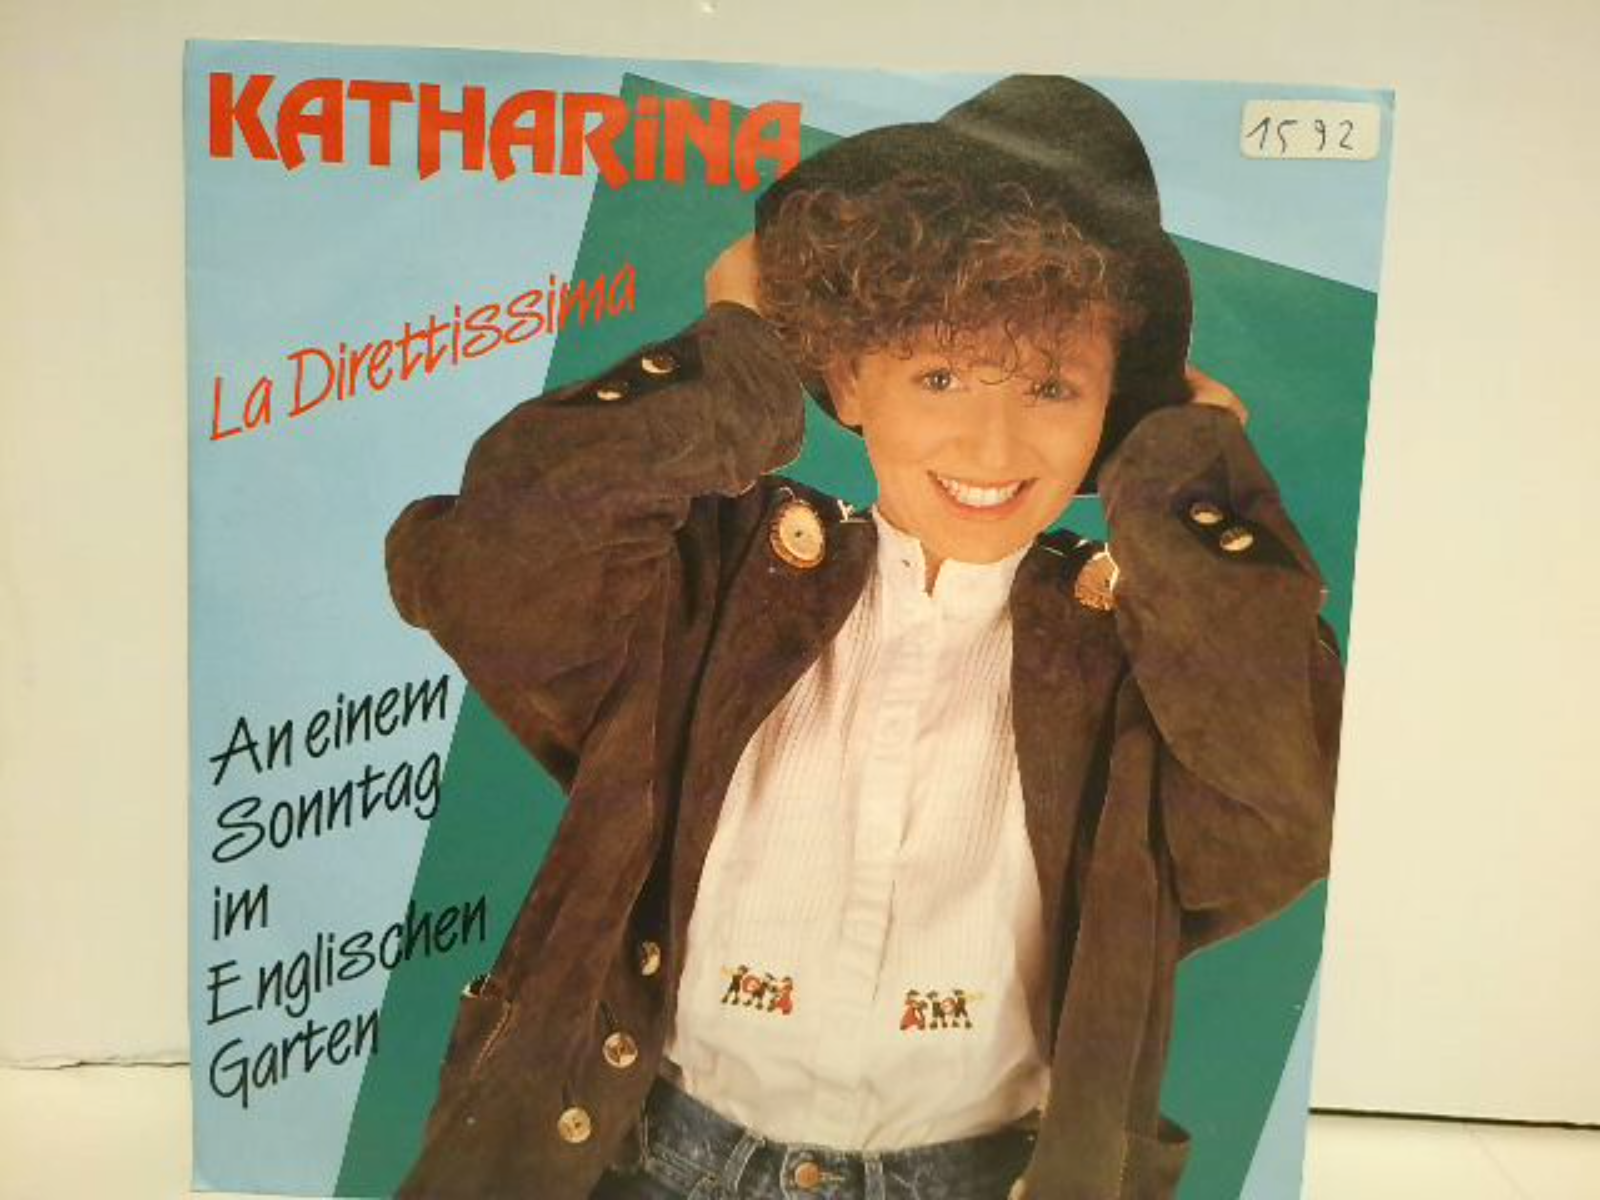 KATHARINA
1592
La Direttissima
An einem
Sonntag
im
Englischen
Garten